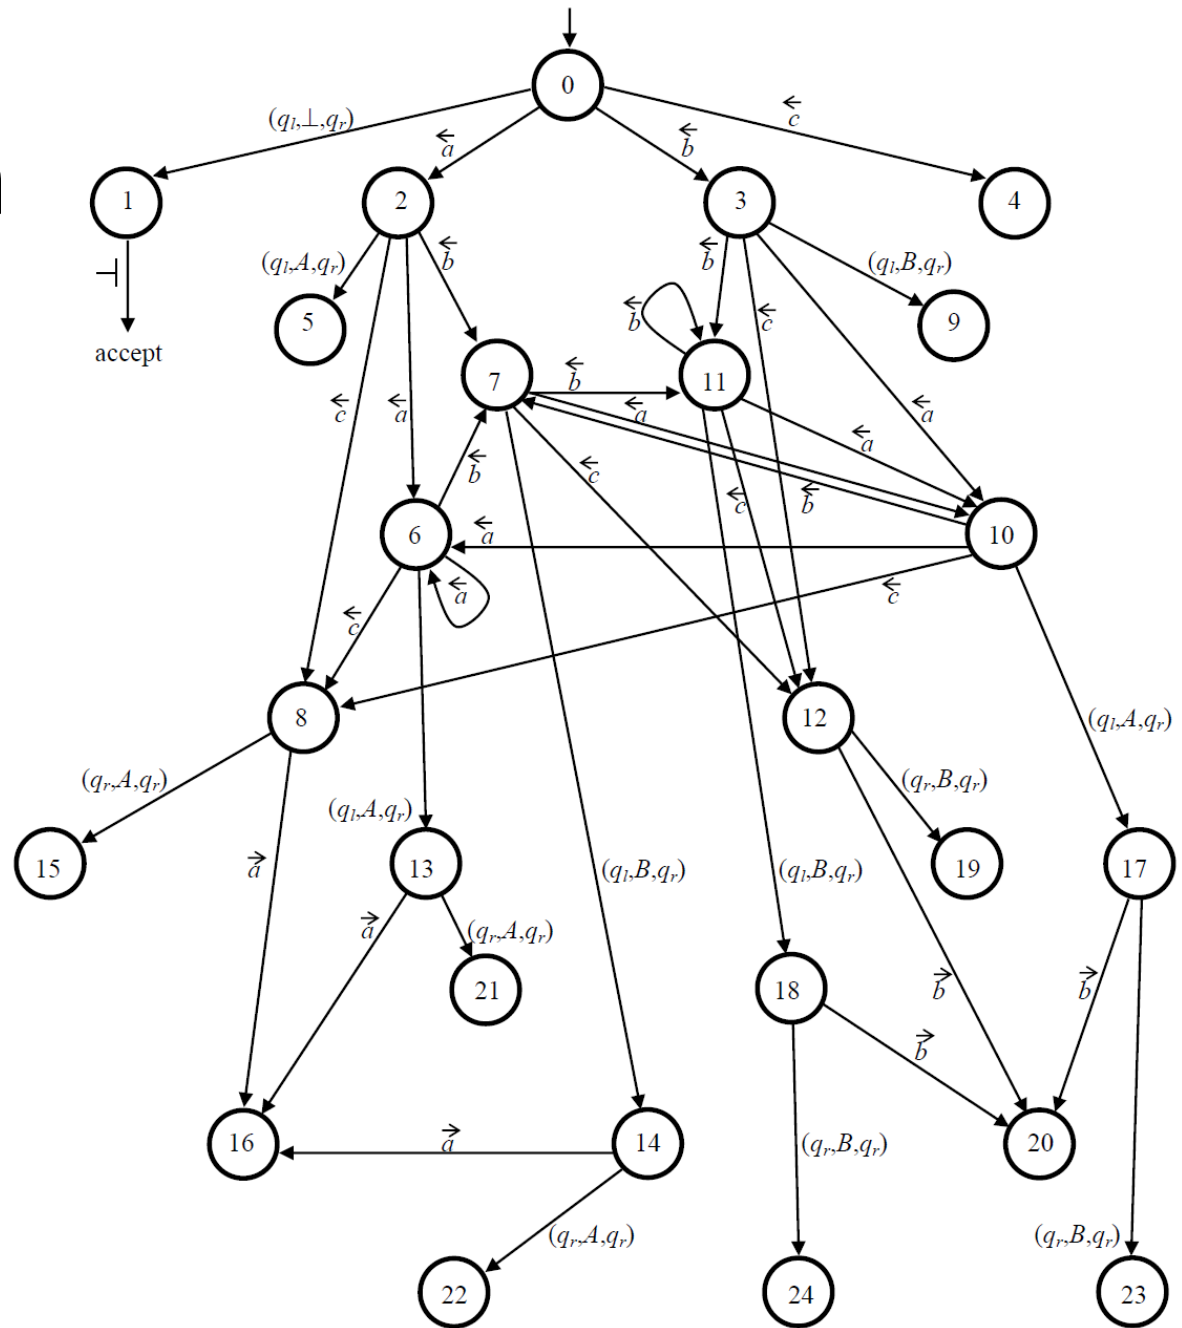 0
(qₗ,⊥,qᵣ)
←a
←b
←c
1
2
3
4
⊣
accept
(qₗ,A,qᵣ)
←b
←b
(qₗ,B,qᵣ)
5
9
←b
←c
7
11
←c
←a
←b
←a
←a
←a
←b
←c
←c
←b
6
←a
10
←a
←c
←c
8
12
(qₗ,A,qᵣ)
(qᵣ,A,qᵣ)
(qᵣ,B,qᵣ)
(qₗ,A,qᵣ)
15
→a
13
(qₗ,B,qᵣ)
(qₗ,B,qᵣ)
19
17
→a
(qᵣ,A,qᵣ)
21
18
→b
→b
→b
16
→a
14
(qᵣ,B,qᵣ)
20
(qᵣ,A,qᵣ)
(qᵣ,B,qᵣ)
22
24
23